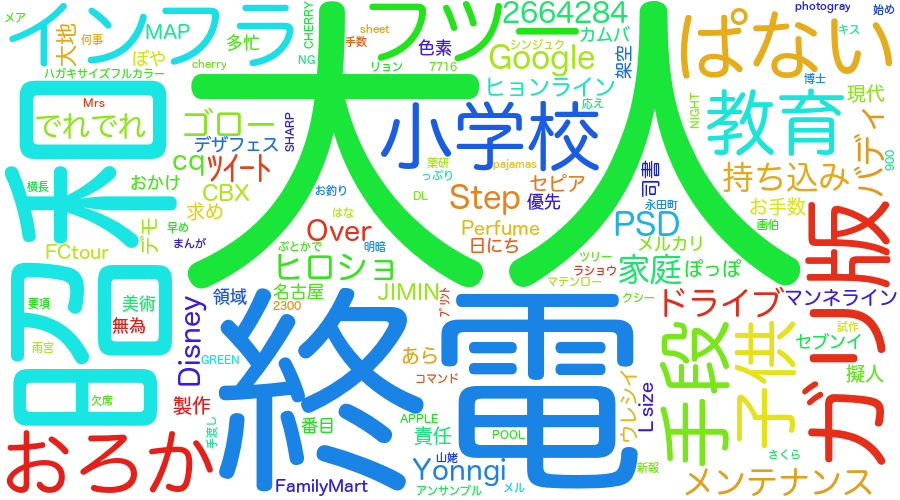 メア
インフラ
大地
何事
MAP
多忙
ぼや
ハガキサイズフルカラー
cherry
CHERRY
NG
sheet
手数
リョン
大人
フツー
色素
7716
2664284
カムバ
シンジュク
Google
架空
ヒョンライン
応え
ぱない
photogray
始め
キス
博士
現代
NIGHT
教育
バディ
900
昭和
Mrs
でれでれ
ゴロー
デザフェス
SHARP
小学校
薬研
っぷり
pajamas
cq
ツイート
おかけ
CBX
お釣り
DL
Step
セピア
優先
司書
永田町
持ち込み
お手数
画伯
横長
求め
デモ
早め
まんが
FCtour
はな
Over
ぶとかで
明暗
Perfume
日にち
PSD
メルカリ
ヒロショ
ツリー
ラショウ
マテンロー
家庭
ぽっぽ
ガッツ版
名古屋
JIMIN
2300
プリント
領域
クシー
ドライブ
マンネライン
昭和
要項
美術
無為
雨宮
Disney
GREEN
終電
あら
コマンド
手段
子供
試作
セブンイ
擬人
欠席
製作
手渡し
番目
APPLE
責任
POOL
ウレシイ
L size
おろか
山姥
Yonngi
新報
さくら
FamilyMart
アンサンブル
メル
メンテナンス